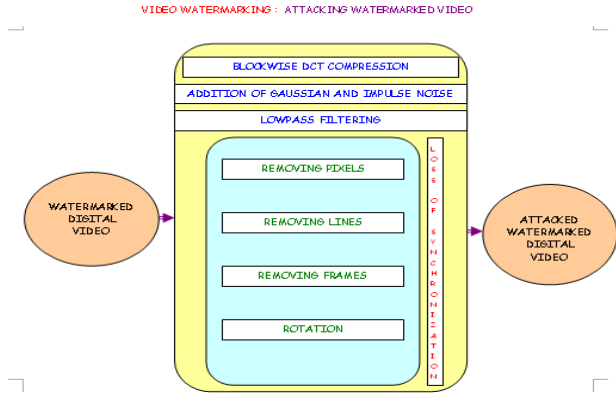 VIDEO WATERMARKING : ATTACKING WATERMARKED VIDEO
BLOCKWISE DCT COMPRESSION
ADDITION OF GAUSSIAN AND IMPULSE NOISE
LOWPASS FILTERING
WATERMARKED
DIGITAL
VIDEO
REMOVING PIXELS
REMOVING LINES
REMOVING FRAMES
ROTATION
LOSS OF SYNCHRONIZATION
ATTACKED
WATERMARKED
DIGITAL
VIDEO